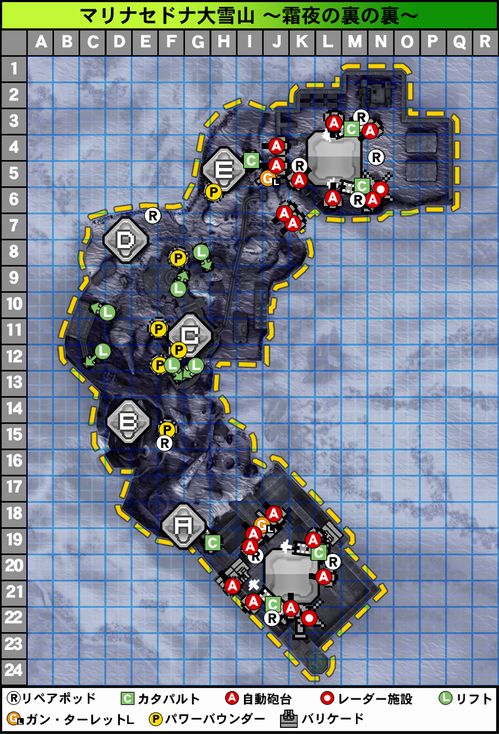 マリナセドナ大雪山 ～霜夜の裏の裏～
A B C D E F G H I J K L M N O P Q R
1
2
3
A R A
C
4
A
E C R R
5
A
G L A C R
6
P A R A
7
R A A
D
8
P L
9
L
10
L
11
P C
12
L P
P L L
13
14
B
15
P
R
16
17
18
A A G L
19
C A A C
A
20
R R
21
A A
22
A C A R
R
23
24
Rリペアポッド Cカタパルト A自動砲台 Rレーダー施設 Lリフト
GLガン・ターレットL Pパワーバウンダー バリケード